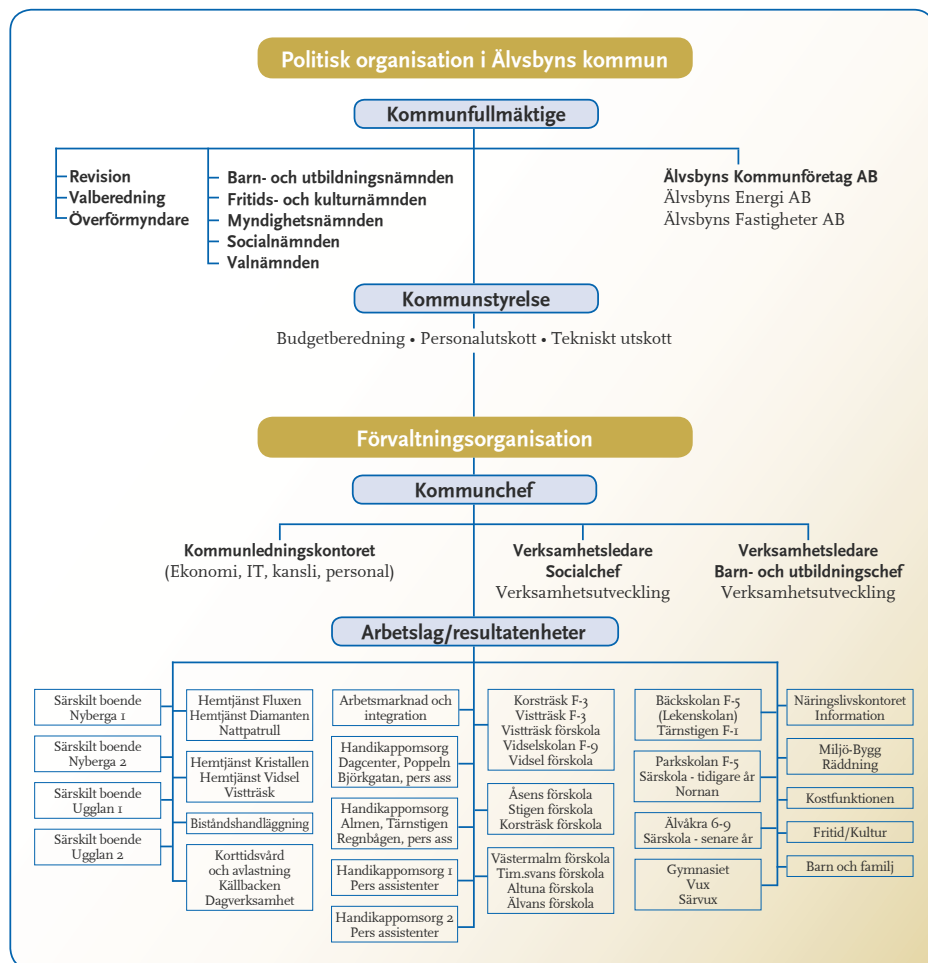 Politisk organisation i Älvsbyns kommun
Kommunfullmäktige
Revision
Valberedning
Överförmyndare
Barn- och utbildningsnämnden
Fritids- och kulturnämnden
Myndighetsnämnden
Socialnämnden
Valnämnden
Älvsbyns Kommunföretag AB
Älvsbyns Energi AB
Älvsbyns Fastigheter AB
Kommunstyrelse
Budgetberedning • Personalutskott • Tekniskt utskott
Förvaltningsorganisation
Kommunchef
Kommunledningskontoret
(Ekonomi, IT, kansli, personal)
Verksamhetsledare
Socialchef
Verksamhetsutveckling
Verksamhetsledare
Barn- och utbildningschef
Verksamhetsutveckling
Arbetslag/resultatenheter
Särskilt boende
Nyberga 1
Särskilt boende
Nyberga 2
Särskilt boende
Ugglan 1
Särskilt boende
Ugglan 2
Hemtjänst Fluxen
Hemtjänst Diamanten
Nattpatrull
Hemtjänst Kristallen
Hemtjänst Vidsel
Vistträsk
Biståndshandläggning
Korttidsvård
och avlastning
Källbacken
Dagverksamhet
Arbetsmarknad och
integration
Handikappomsorg
Dagcenter, Poppeln
Björkgatan, pers ass
Handikappomsorg
Almen, Tärnstigen
Regnbågen, pers ass
Handikappomsorg 1
Pers assistenter
Handikappomsorg 2
Pers assistenter
Korsträsk F-3
Vistträsk F-3
Vistträsk förskola
Vidselskolan F-9
Vidsel förskola
Åsens förskola
Stigen förskola
Korsträsk förskola
Västermalm förskola
Tim.svans förskola
Altuna förskola
Älvans förskola
Bäckskolan F-5
(Lekenskolan)
Tärnstigen F-1
Parkskolan F-5
Särskola - tidigare år
Nornan
Älvåkra 6-9
Särskola - senare år
Gymnasiet
Vux
Särvux
Näringslivskontoret
Information
Miljö-Bygg
Räddning
Kostfunktionen
Fritid/Kultur
Barn och familj